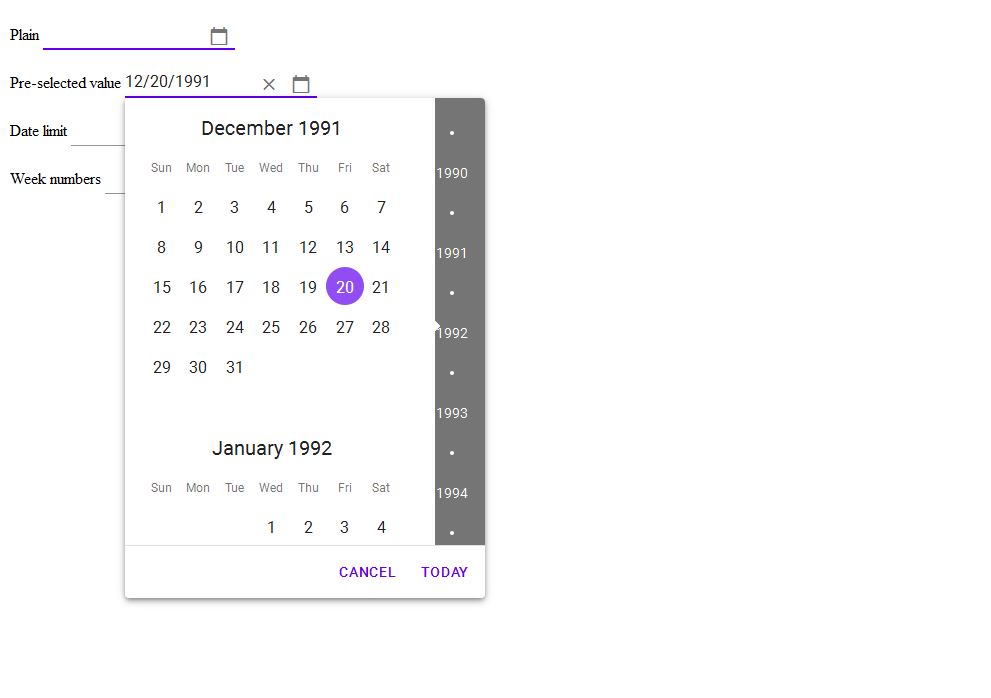 Plain
Pre-selected value 12/20/1991
Date limit
Week numbers
December 1991
Sun Mon Tue Wed Thu Fri Sat
1 2 3 4 5 6 7
8 9 10 11 12 13 14
15 16 17 18 19 20 21
22 23 24 25 26 27 28
29 30 31
January 1992
Sun Mon Tue Wed Thu Fri Sat
1 2 3 4
1990
1991
1992
1993
1994
CANCEL TODAY